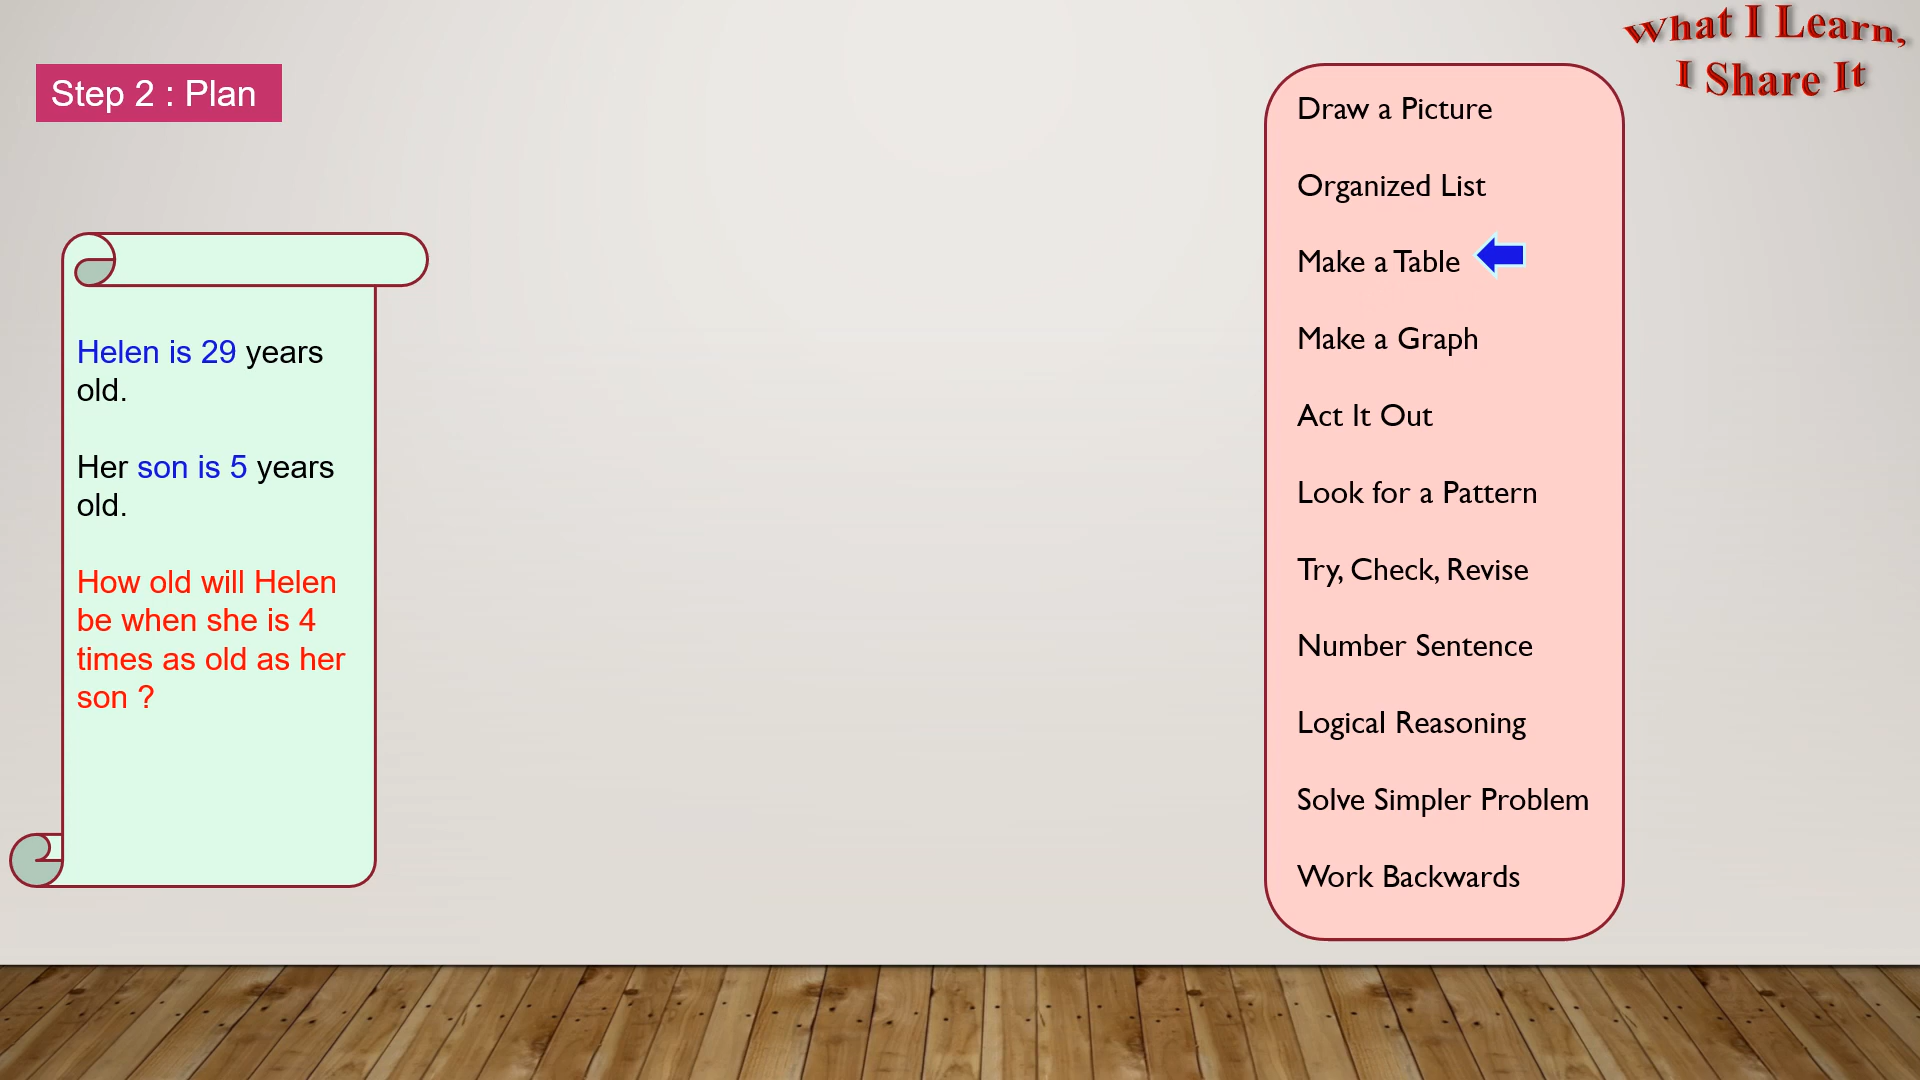 What I Learn,
I Share It
Step 2 : Plan
Helen is 29 years
old.
Her son is 5 years
old.
How old will Helen
be when she is 4
times as old as her
son ?
Draw a Picture
Organized List
Make a Table
Make a Graph
Act It Out
Look for a Pattern
Try, Check, Revise
Number Sentence
Logical Reasoning
Solve Simpler Problem
Work Backwards